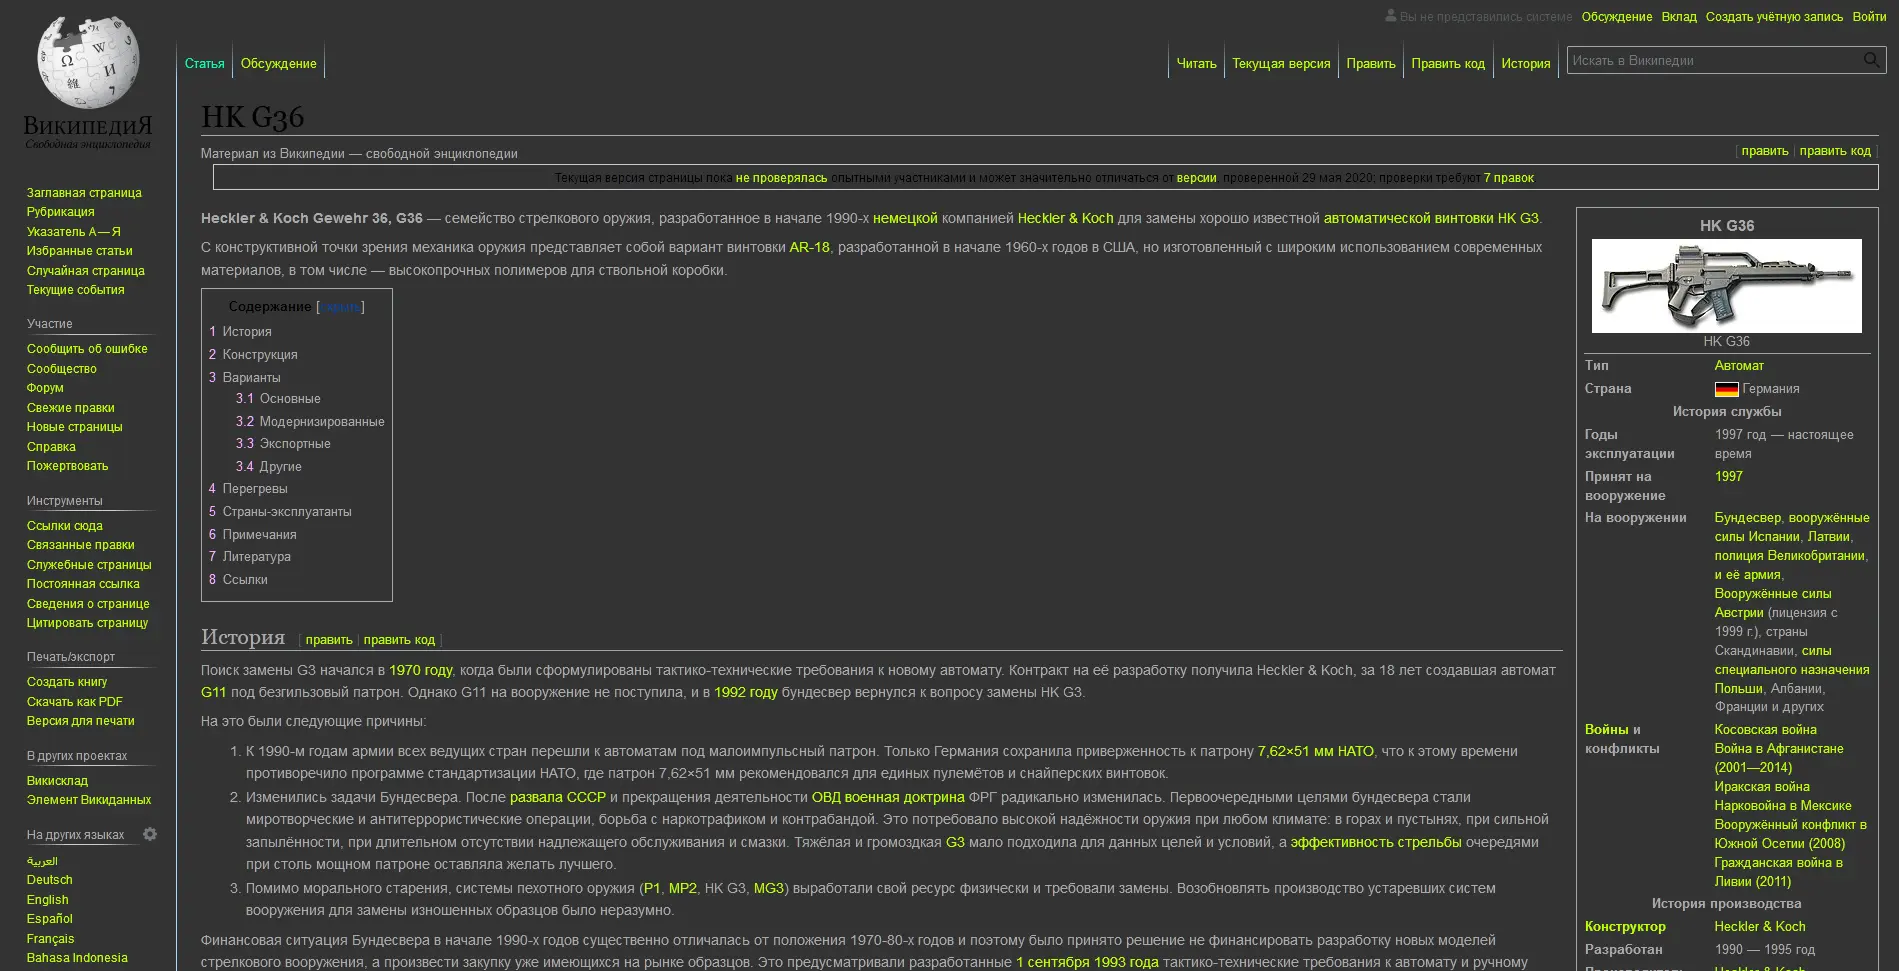 Вы не представились системе Обсуждение Вклад Создать учётную запись Войти
Статья Обсуждение
Читать Текущая версия Править Править код История
Искать в Википедии
ВикипедиЯ
Свободная энциклопедия
Заглавная страница
Рубрикация
Указатель А — Я
Избранные статьи
Случайная страница
Текущие события
Участие
Сообщить об ошибке
Сообщество
Форум
Свежие правки
Новые страницы
Справка
Пожертвовать
Инструменты
Ссылки сюда
Связанные правки
Служебные страницы
Постоянная ссылка
Сведения о странице
Цитировать страницу
Печать/экспорт
Создать книгу
Скачать как PDF
Версия для печати
В других проектах
Викисклад
Элемент Викиданных
На других языках
العربية
Deutsch
English
Español
Français
Bahasa Indonesia
HK G36
Материал из Википедии — свободной энциклопедии
[ править | править код ]
Текущая версия страницы пока не проверялась опытными участниками и может значительно отличаться от версии, проверенной 29 мая 2020; проверки требуют 7 правок
Heckler & Koch Gewehr 36, G36 — семейство стрелкового оружия, разработанное в начале 1990-х немецкой компанией Heckler & Koch для замены хорошо известной автоматической винтовки HK G3.
С конструктивной точки зрения механика оружия представляет собой вариант винтовки AR-18, разработанной в начале 1960-х годов в США, но изготовленный с широким использованием современных
материалов, в том числе — высокопрочных полимеров для ствольной коробки.
Содержание [скрыть]
1 История
2 Конструкция
3 Варианты
3.1 Основные
3.2 Модернизированные
3.3 Экспортные
3.4 Другие
4 Перегревы
5 Страны-эксплуатанты
6 Примечания
7 Литература
8 Ссылки
История [ править | править код ]
Поиск замены G3 начался в 1970 году, когда были сформулированы тактико-технические требования к новому автомату. Контракт на её разработку получила Heckler & Koch, за 18 лет создавшая автомат
G11 под безгильзовый патрон. Однако G11 на вооружение не поступила, и в 1992 году бундесвер вернулся к вопросу замены HK G3.
На это были следующие причины:
1. К 1990-м годам армии всех ведущих стран перешли к автоматам под малоимпульсный патрон. Только Германия сохранила приверженность к патрону 7,62×51 мм НАТО, что к этому времени
противоречило программе стандартизации НАТО, где патрон 7,62×51 мм рекомендовался для единых пулемётов и снайперских винтовок.
2. Изменились задачи Бундесвера. После развала СССР и прекращения деятельности ОВД военная доктрина ФРГ радикально изменилась. Первоочередными целями бундесвера стали
миротворческие и антитеррористические операции, борьба с наркотрафиком и контрабандой. Это потребовало высокой надёжности оружия при любом климате: в горах и пустынях, при сильной
запылённости, при длительном отсутствии надлежащего обслуживания и смазки. Тяжёлая и громоздкая G3 мало подходила для данных целей и условий, а эффективность стрельбы очередями
при столь мощном патроне оставляла желать лучшего.
3. Помимо морального старения, системы пехотного оружия (P1, MP2, HK G3, MG3) выработали свой ресурс физически и требовали замены. Возобновлять производство устаревших систем
вооружения для замены изношенных образцов было неразумно.
Финансовая ситуация Бундесвера в начале 1990-х годов существенно отличалась от положения 1970-80-х годов и поэтому было принято решение не финансировать разработку новых моделей
стрелкового вооружения, а произвести закупку уже имеющихся на рынке образцов. Это предусматривали разработанные 1 сентября 1993 года тактико-технические требования к автомату и ручному
HK G36
HK G36
Тип Автомат
Страна Германия
История службы
Годы эксплуатации 1997 год — настоящее время
Принят на вооружение 1997
На вооружении Бундесвер, вооружённые
силы Испании, Латвии,
полиция Великобритании,
и её армия,
Вооружённые силы
Австрии (лицензия с
1999 г.), страны
Скандинавии, силы
специального назначения
Польши, Албании,
Франции и других
Войны и конфликты Косовская война
Война в Афганистане
(2001—2014)
Иракская война
Нарковойна в Мексике
Вооружённый конфликт в
Южной Осетии (2008)
Гражданская война в
Ливии (2011)
История производства
Конструктор Heckler & Koch
Разработан 1990 — 1995 год